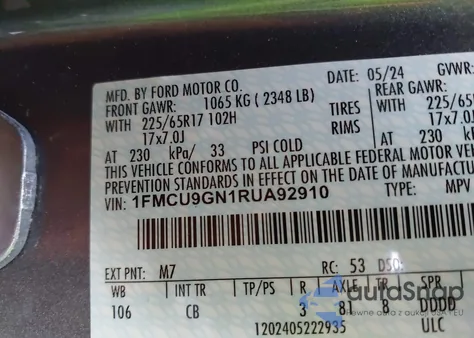 MFD. BY FORD MOTOR CO.
DATE: 05/24 GVWR:
FRONT GAWR: 1065 KG ( 2348 LB) REAR GAWR:
WITH 225/65R17 102H TIRES 225/65
17x7.0J RIMS 17x7.0J
AT 230 kPa/ 33 PSI COLD AT 230
THIS VEHICLE CONFORMS TO ALL APPLICABLE FEDERAL MOTOR VEHIC
PREVENTION STANDARDS IN EFFECT ON THE DATE OF MANUFACTU
VIN: 1FMCU9GN1RUA92910 TYPE: MPV
EXT PNT: M7 RC: 53 DSO:
WB INT TR TP/PS R AXLE TR SPR
106 CB 3 81 8 DDDD
1202405222935 ULC
autoSnap